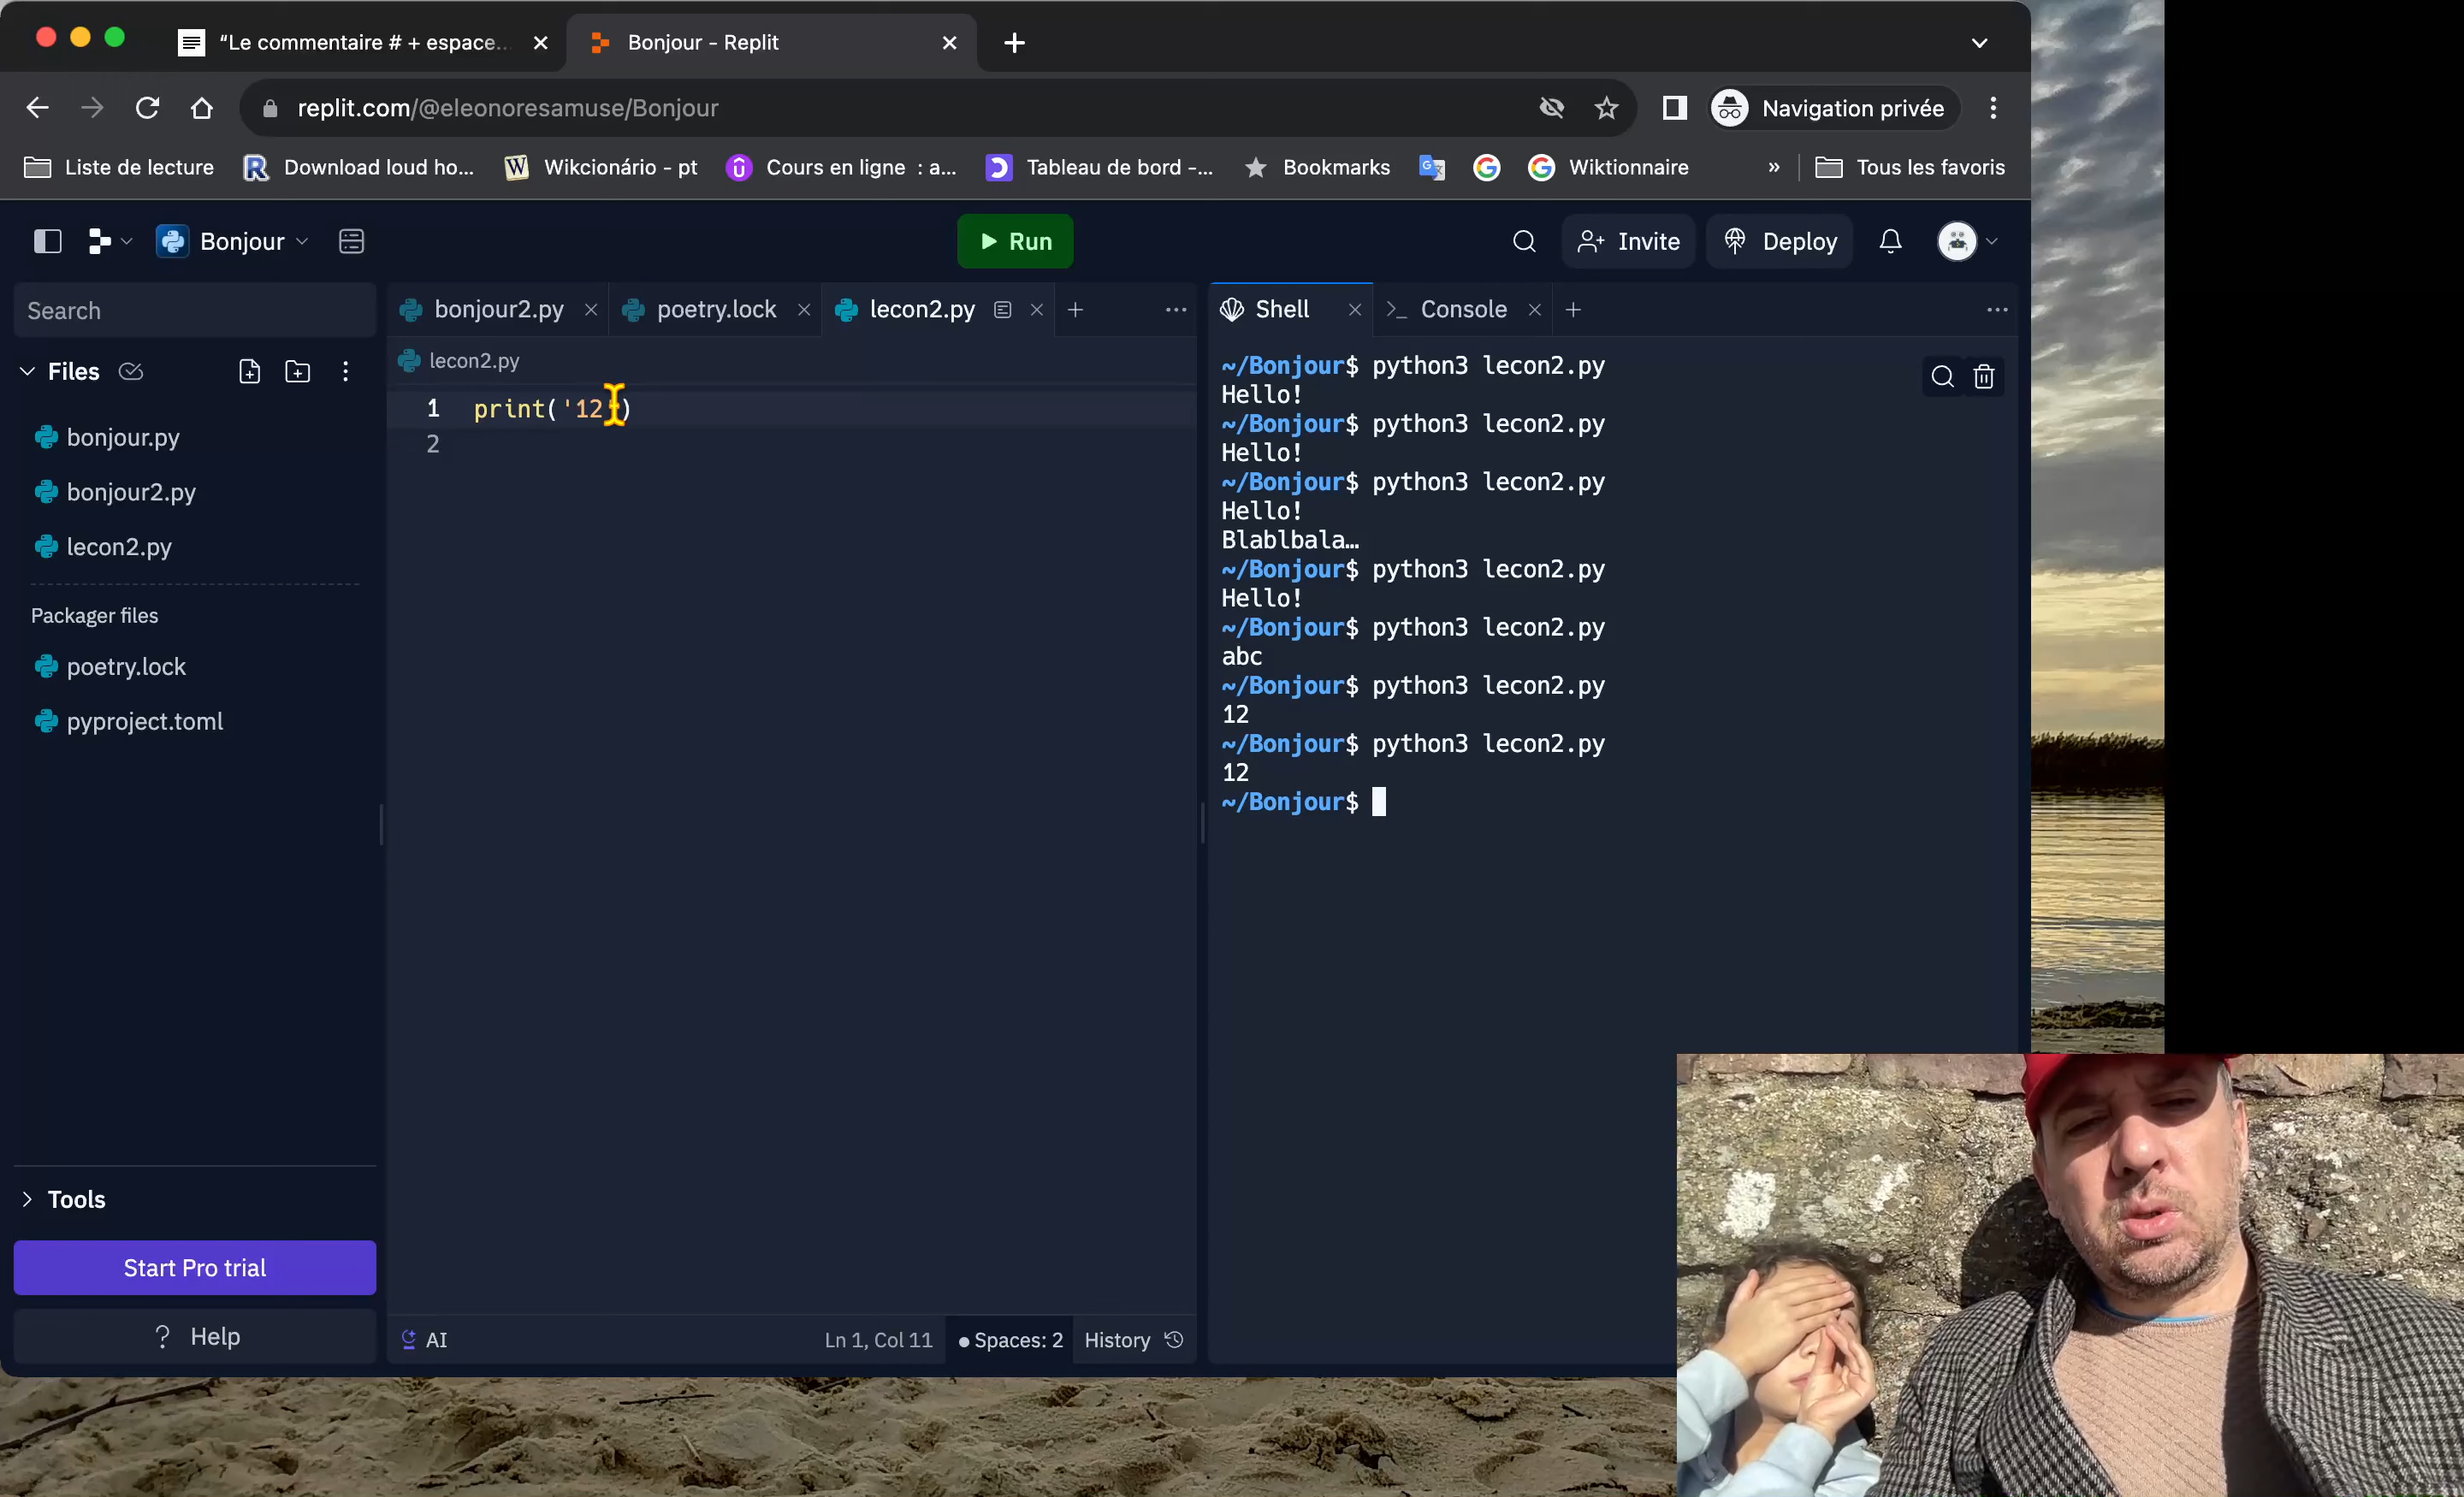 “Le commentaire # + espace...
Bonjour - Replit
replit.com/@eleonoresamuse/Bonjour
Navigation privée
Liste de lecture
Download loud ho...
Wikcionário - pt
Cours en ligne : a...
Tableau de bord -...
Bookmarks
Wiktionnaire
»
Tous les favoris
Bonjour
Run
Invite
Deploy
Search
Files
bonjour.py
bonjour2.py
lecon2.py
Packager files
poetry.lock
pyproject.toml
Tools
Start Pro trial
? Help
bonjour2.py
poetry.lock
lecon2.py
lecon2.py
1 print('12')
2
AI
Ln 1, Col 11
Spaces: 2
History
Shell
Console
~/Bonjour$ python3 lecon2.py
Hello!
~/Bonjour$ python3 lecon2.py
Hello!
~/Bonjour$ python3 lecon2.py
Hello!
Blablbala…
~/Bonjour$ python3 lecon2.py
Hello!
~/Bonjour$ python3 lecon2.py
abc
~/Bonjour$ python3 lecon2.py
12
~/Bonjour$ python3 lecon2.py
12
~/Bonjour$